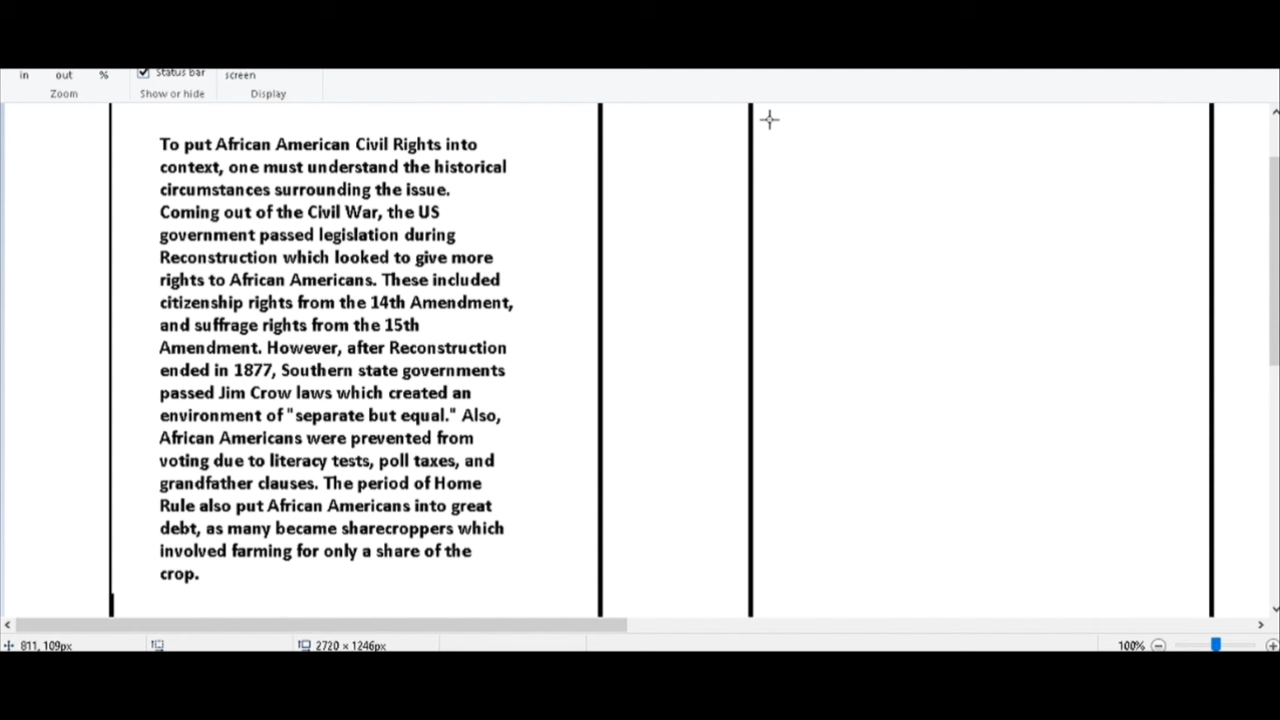 in out % Status bar screen
Zoom Show or hide Display
To put African American Civil Rights into
context, one must understand the historical
circumstances surrounding the issue.
Coming out of the Civil War, the US
government passed legislation during
Reconstruction which looked to give more
rights to African Americans. These included
citizenship rights from the 14th Amendment,
and suffrage rights from the 15th
Amendment. However, after Reconstruction
ended in 1877, Southern state governments
passed Jim Crow laws which created an
environment of "separate but equal." Also,
African Americans were prevented from
voting due to literacy tests, poll taxes, and
grandfather clauses. The period of Home
Rule also put African Americans into great
debt, as many became sharecroppers which
involved farming for only a share of the
crop.
811, 109px 2720 × 1246px 100%